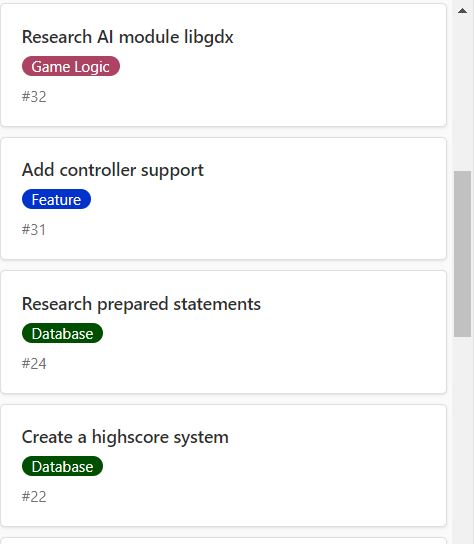 Research AI module libgdx
Game Logic
#32
Add controller support
Feature
#31
Research prepared statements
Database
#24
Create a highscore system
Database
#22